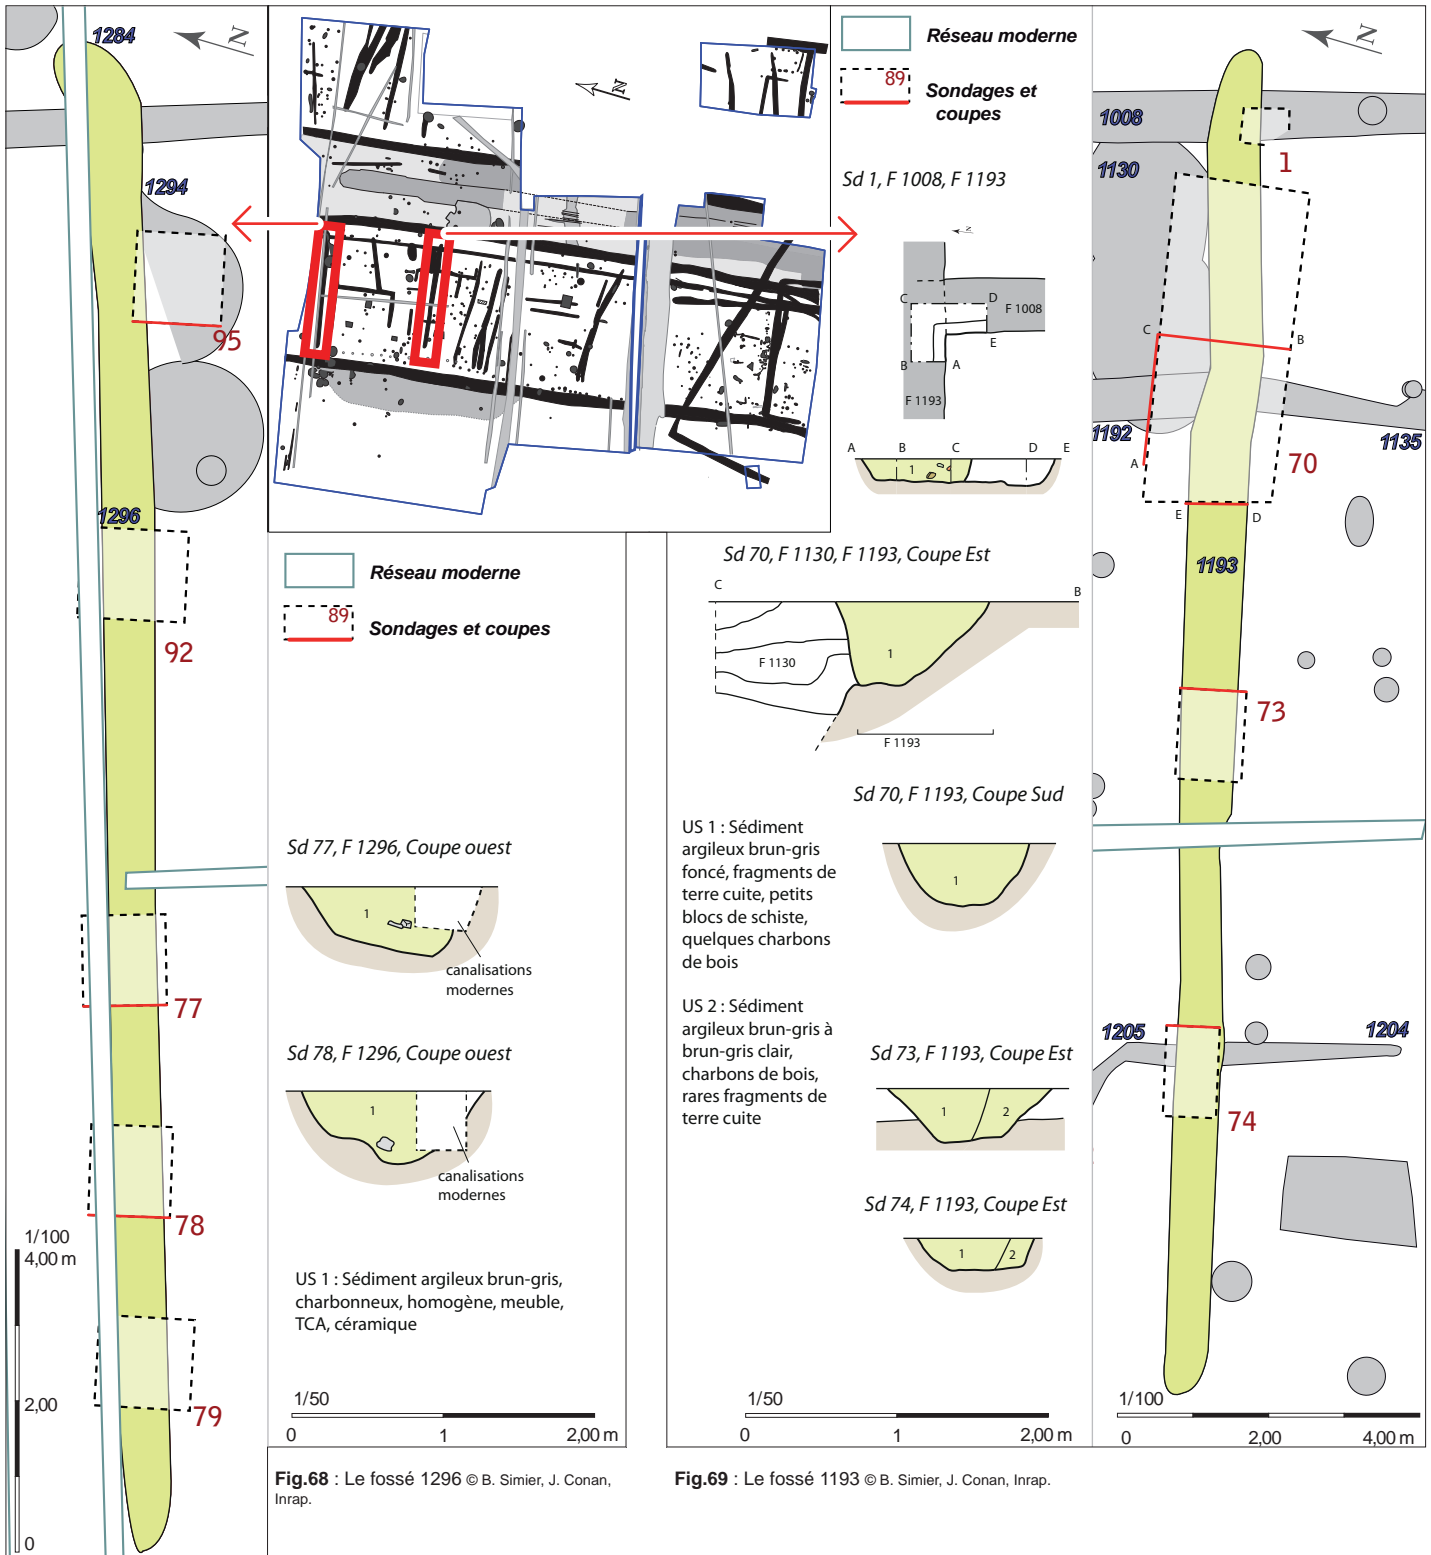 1284
N
1294
95
1296
92
77
78
79
1/100
4,00 m
2,00
0
N
Réseau moderne
89
Sondages et coupes
Sd 77, F 1296, Coupe ouest
1
canalisations
modernes
Sd 78, F 1296, Coupe ouest
1
canalisations
modernes
US 1 : Sédiment argileux brun-gris,
charbonneux, homogène, meuble,
TCA, céramique
1/50
0 1 2,00 m
Fig.68 : Le fossé 1296 © B. Simier, J. Conan,
Inrap.
Réseau moderne
89
Sondages et
coupes
Sd 1, F 1008, F 1193
N
C D
F 1008
E
B A
F 1193
A B C D E
1
Sd 70, F 1130, F 1193, Coupe Est
C B
1
F 1130
F 1193
Sd 70, F 1193, Coupe Sud
1
US 1 : Sédiment
argileux brun-gris
foncé, fragments de
terre cuite, petits
blocs de schiste,
quelques charbons
de bois
US 2 : Sédiment
argileux brun-gris à
brun-gris clair,
charbons de bois,
rares fragments de
terre cuite
Sd 73, F 1193, Coupe Est
1 2
Sd 74, F 1193, Coupe Est
1 2
1/50
0 1 2,00 m
Fig.69 : Le fossé 1193 © B. Simier, J. Conan, Inrap.
N
1008
1
1130
C
B
1192
1135
A
70
E D
1193
73
1205
1204
74
1/100
0 2,00 4,00 m